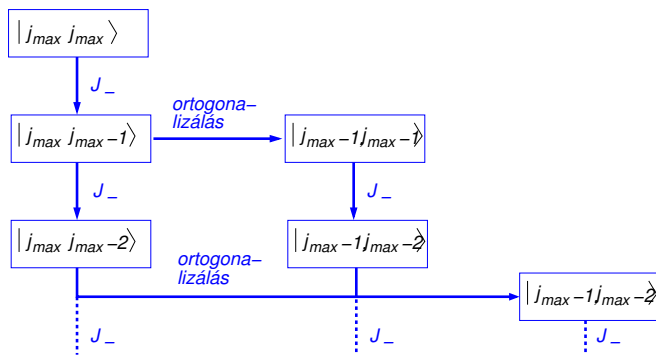 | j_max j_max ⟩
J_
ortogona-
lizálás
| j_max j_max-1⟩
| j_max-1,j_max-1⟩
J_
J_
| j_max j_max-2⟩
| j_max-1,j_max-2⟩
ortogona-
lizálás
| j_max-1,j_max-2⟩
J_
J_
J_